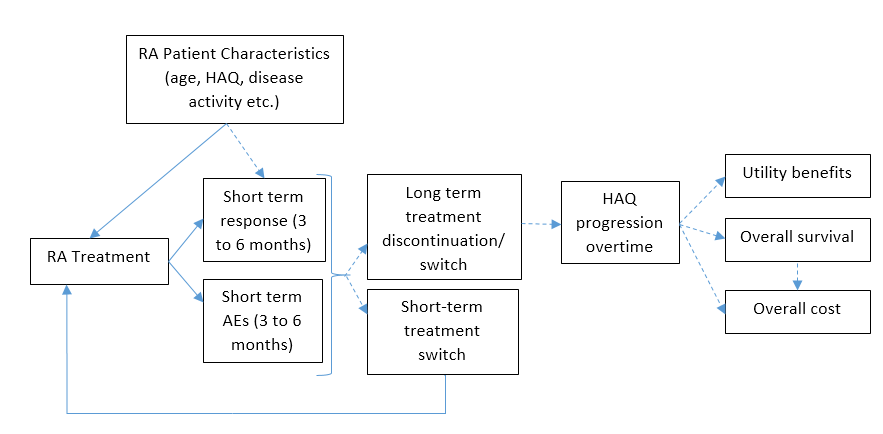 RA Patient Characteristics
(age, HAQ, disease
activity etc.)
RA Treatment
Short term
response (3
to 6 months)
Short term
AEs (3 to 6
months)
Long term
treatment
discontinuation/
switch
Short-term
treatment
switch
HAQ
progression
overtime
Utility benefits
Overall survival
Overall cost